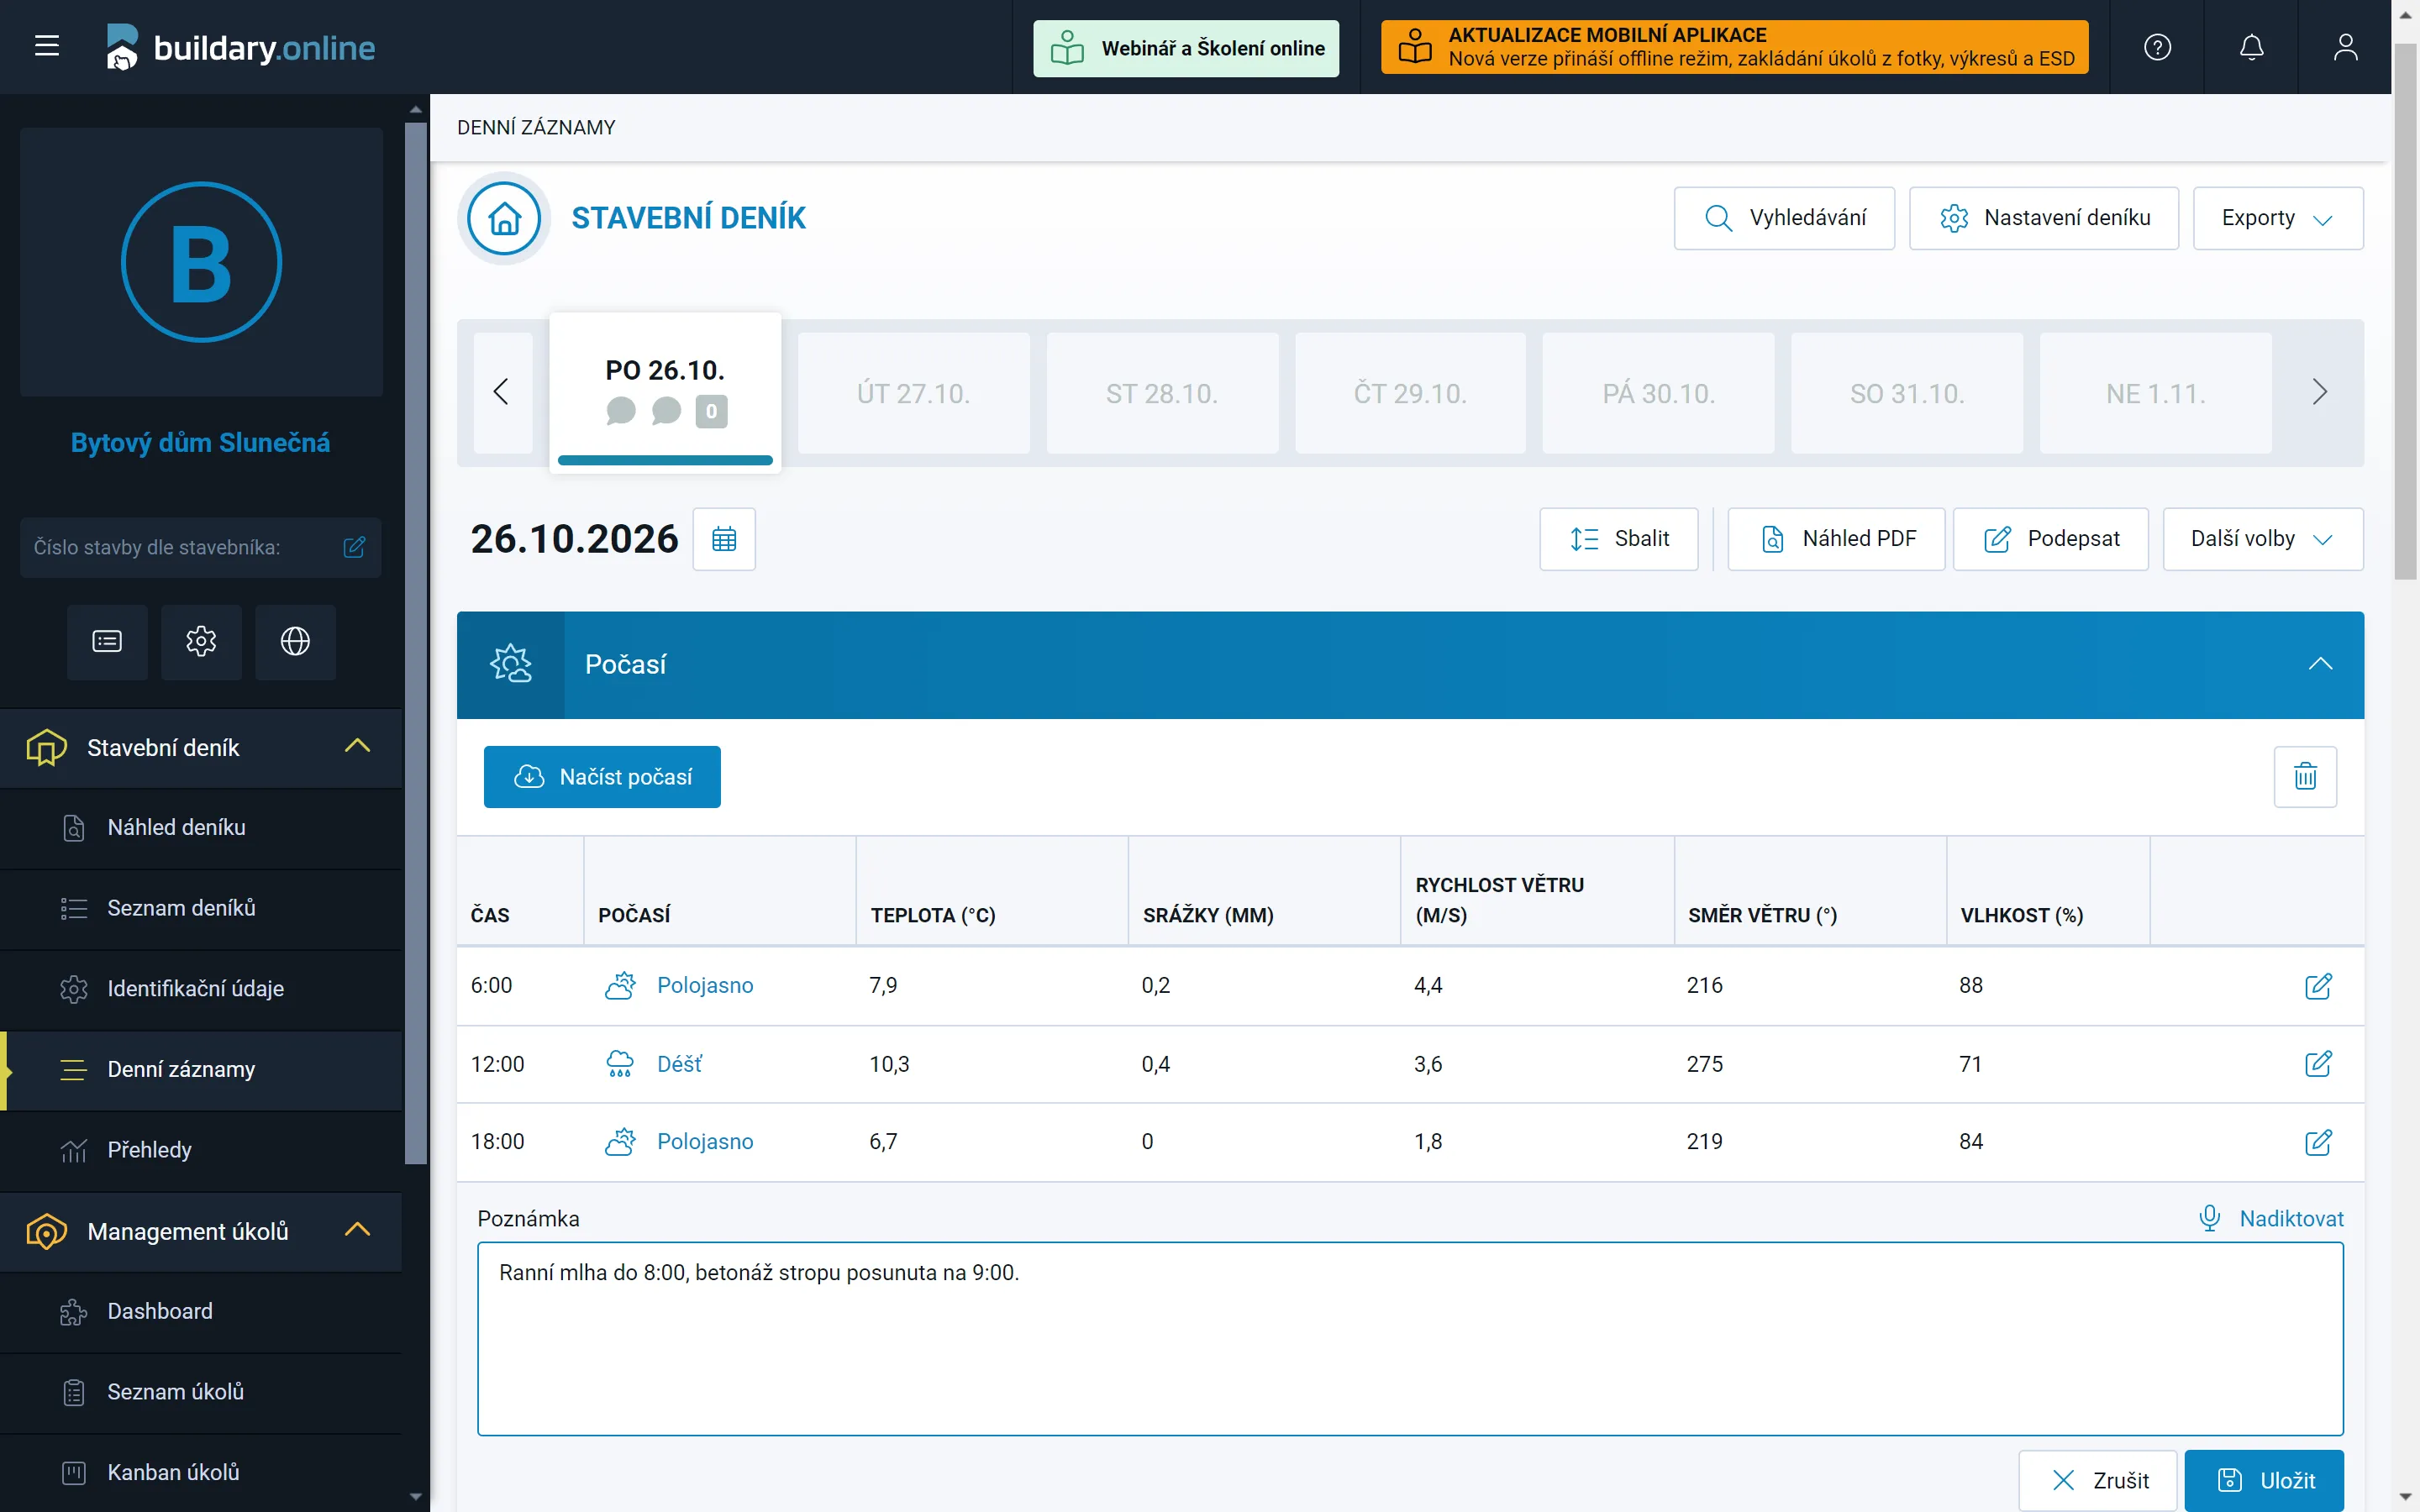 buildary.online
Webinář a Školení online
AKTUALIZACE MOBILNÍ APLIKACE
Nová verze přináší offline režim, zakládání úkolů z fotky, výkresů a ESD
B
Bytový dům Slunečná
Číslo stavby dle stavebníka:
Stavební deník
Náhled deníku
Seznam deníků
Identifikační údaje
Denní záznamy
Přehledy
Management úkolů
Dashboard
Seznam úkolů
Kanban úkolů
DENNÍ ZÁZNAMY
STAVEBNÍ DENÍK
Vyhledávání
Nastavení deníku
Exporty
PO 26.10.
0
ÚT 27.10.
ST 28.10.
ČT 29.10.
PÁ 30.10.
SO 31.10.
NE 1.11.
26.10.2026
Sbalit
Náhled PDF
Podepsat
Další volby
Počasí
Načíst počasí
ČAS POČASÍ TEPLOTA (°C) SRÁŽKY (MM) RYCHLOST VĚTRU (M/S) SMĚR VĚTRU (°) VLHKOST (%)
6:00 Polojasno 7,9 0,2 4,4 216 88
12:00 Déšť 10,3 0,4 3,6 275 71
18:00 Polojasno 6,7 0 1,8 219 84
Poznámka
Nadiktovat
Ranní mlha do 8:00, betonáž stropu posunuta na 9:00.
Zrušit
Uložit